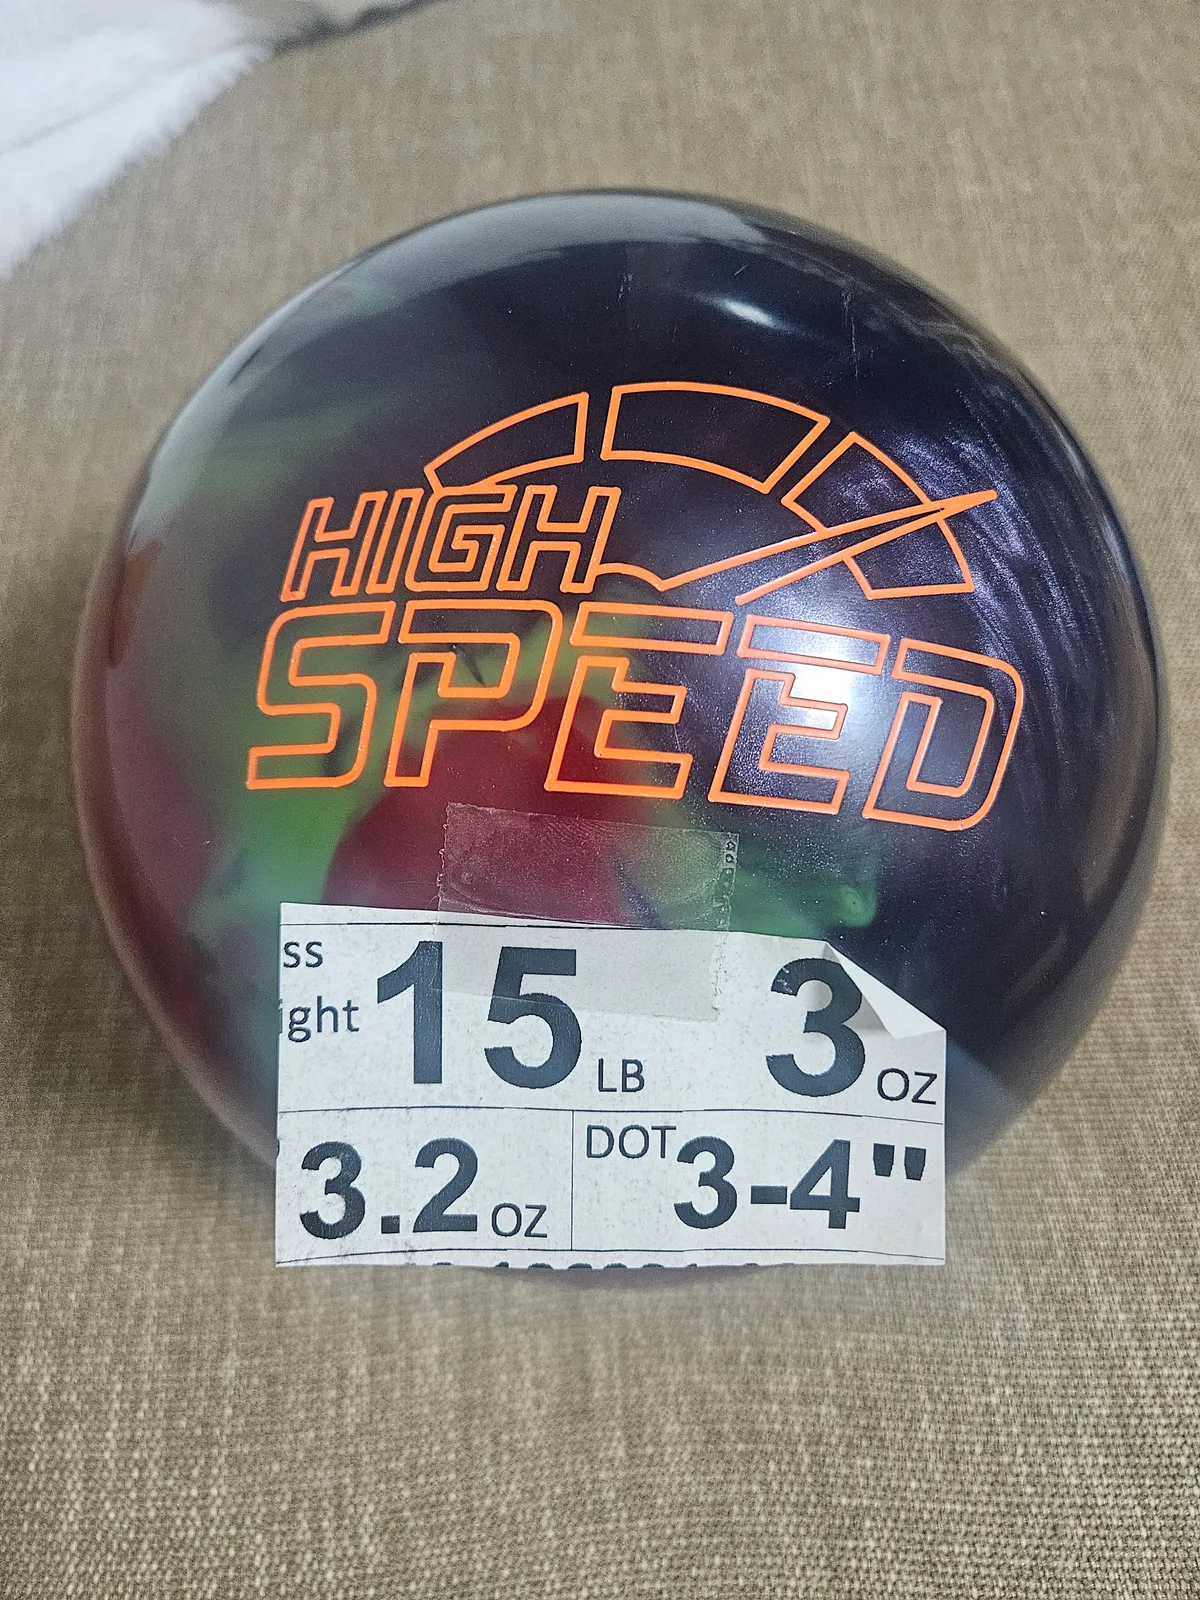 HIGH
SPEED
ss
ight 15 LB 3 OZ
3.2 OZ DOT 3-4"